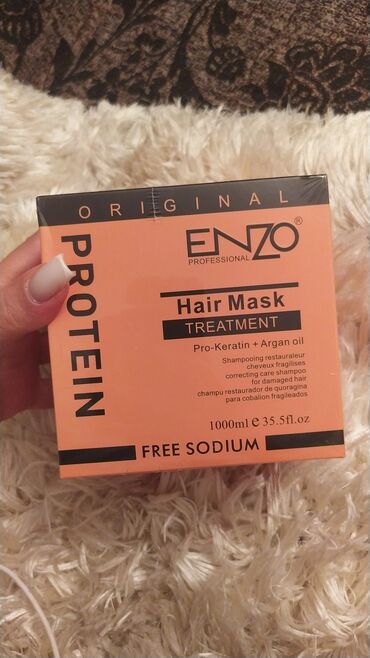 ORIGINAL
PROTEIN
ENZO®
PROFESSIONAL
Hair Mask
TREATMENT
Pro-Keratin + Argan oil
Shampooing restaurateur
cheveux fragilises
correcting care shampoo
for damaged hair
champu restaurador de quoragina
para cobalion fragileados
1000ml e 35.5fl.oz
FREE SODIUM